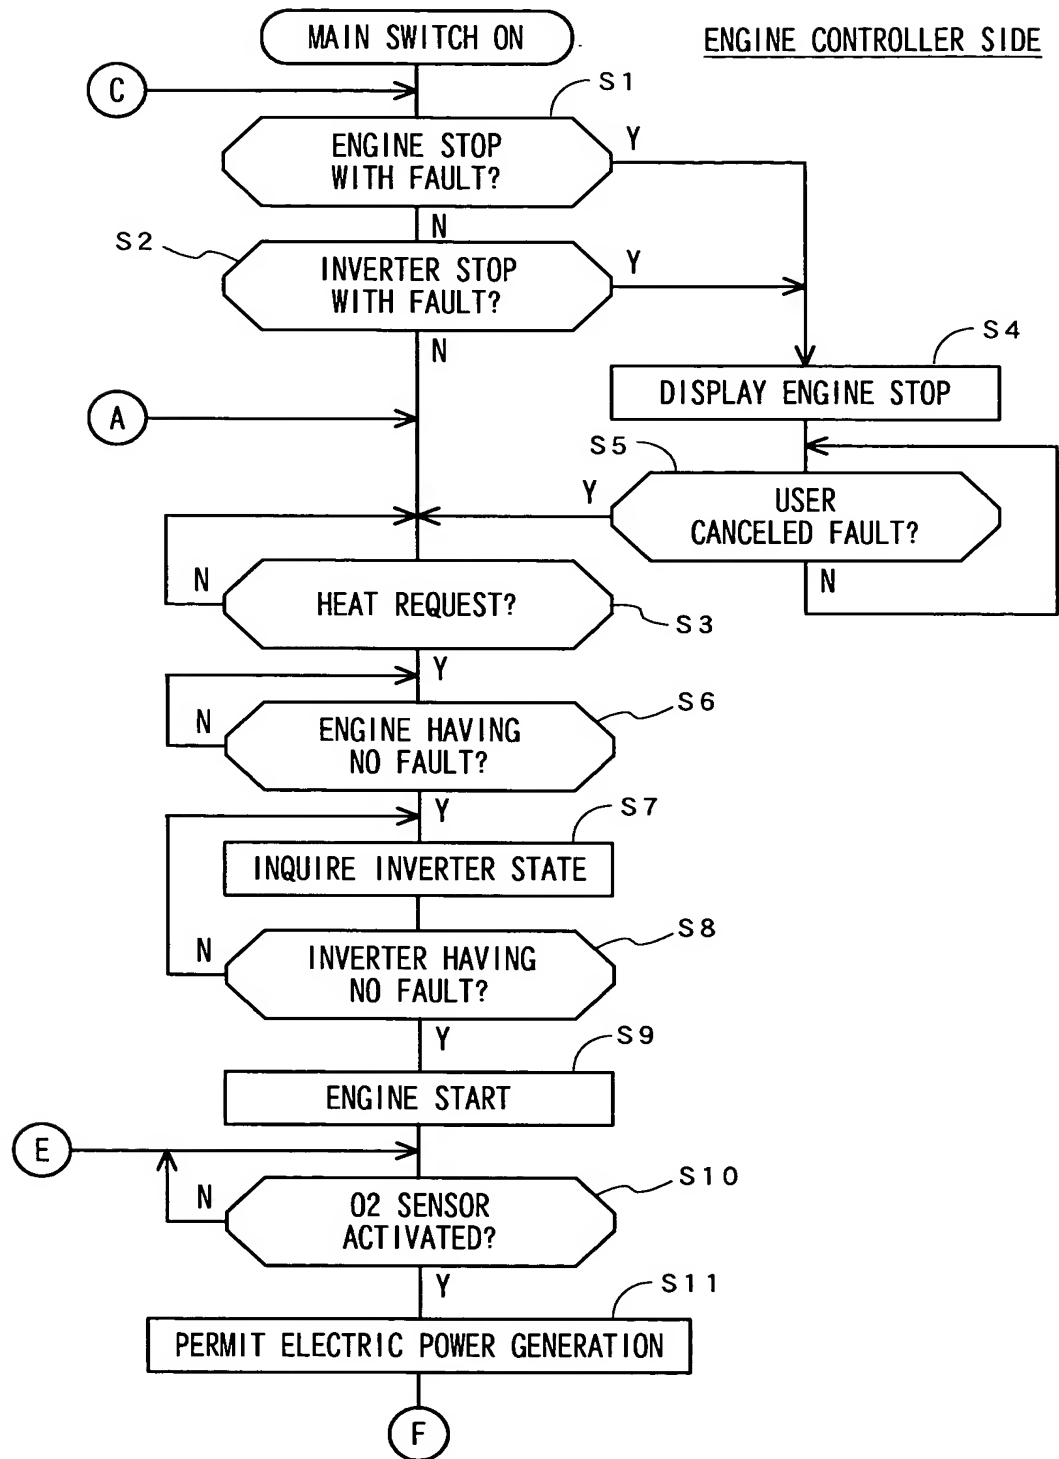 MAIN SWITCH ON
ENGINE CONTROLLER SIDE
C
S1
ENGINE STOP
WITH FAULT?
Y
N
S2
INVERTER STOP
WITH FAULT?
Y
N
S4
DISPLAY ENGINE STOP
A
S5
USER
CANCELED FAULT?
Y
N
HEAT REQUEST?
N
S3
Y
S6
ENGINE HAVING
NO FAULT?
N
Y
S7
INQUIRE INVERTER STATE
S8
INVERTER HAVING
NO FAULT?
N
Y
S9
ENGINE START
E
S10
O2 SENSOR
ACTIVATED?
N
Y
S11
PERMIT ELECTRIC POWER GENERATION
F